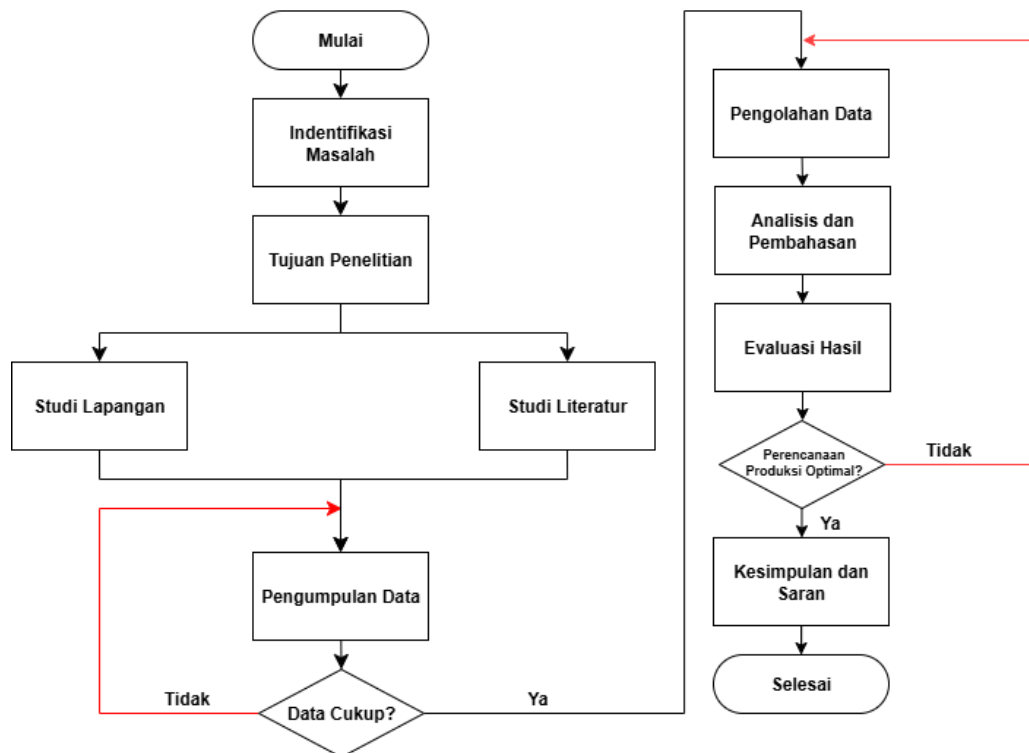 Mulai
Indentifikasi
Masalah
Tujuan Penelitian
Studi Lapangan
Studi Literatur
Pengumpulan Data
Data Cukup?
Tidak
Ya
Pengolahan Data
Analisis dan
Pembahasan
Evaluasi Hasil
Perencanaan
Produksi Optimal?
Tidak
Ya
Kesimpulan dan
Saran
Selesai